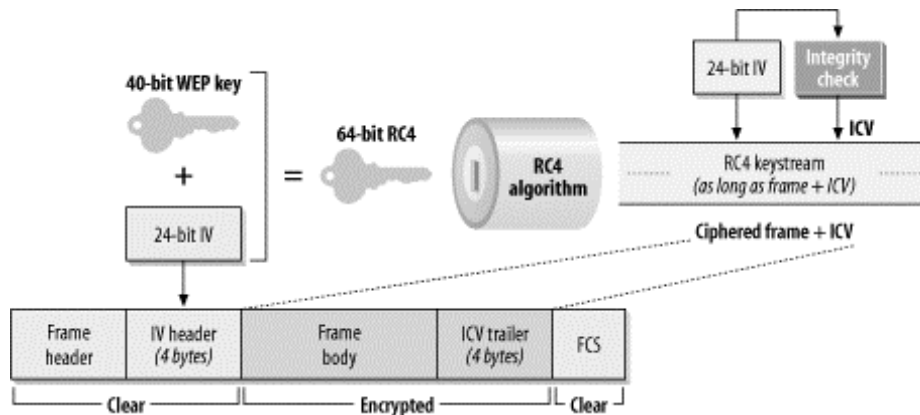 40-bit WEP key
+
24-bit IV
=
64-bit RC4
RC4
algorithm
24-bit IV
Integrity
check
ICV
RC4 keystream
(as long as frame + ICV)
Ciphered frame + ICV
Frame
header
IV header
(4 bytes)
Frame
body
ICV trailer
(4 bytes)
FCS
Clear
Encrypted
Clear